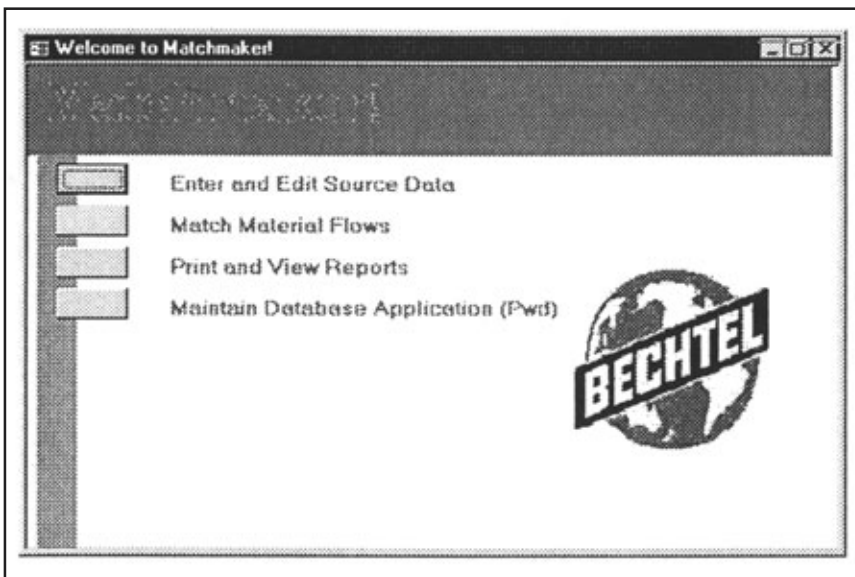 Welcome to Matchmaker!
Matchmaker!
Enter and Edit Source Data
Match Material Flows
Print and View Reports
Maintain Database Application (Pwd)
BECHTEL